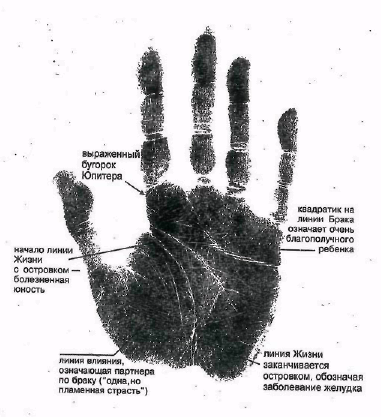 выраженный
бугорок
Юпитера
квадратик на
линии Брака
означает очень
благополучного
ребенка
начало линии
Жизни
с островком—
болезненная
юность
линия влияния,
означающая партнера
по браку ("одна,но
пламенная страсть")
линия Жизни
заканчивается
островком, обозначая
заболевание желудка